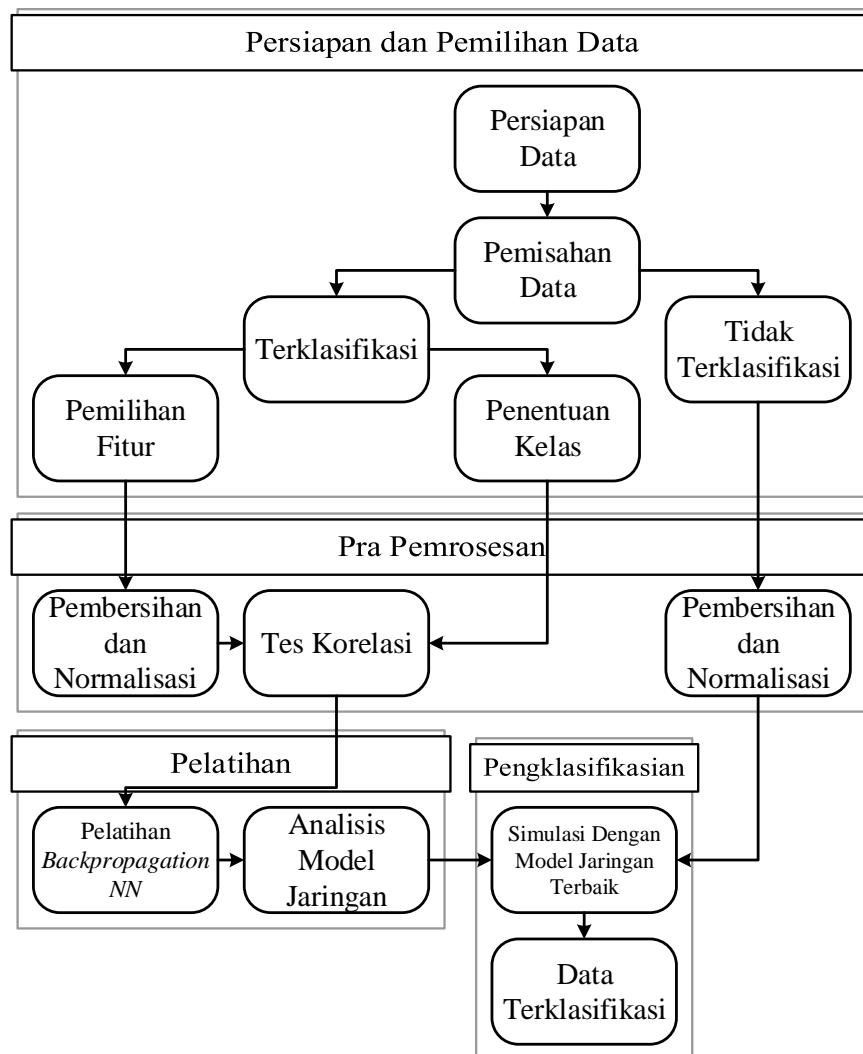 Persiapan dan Pemilihan Data
Persiapan
Data
Pemisahan
Data
Terklasifikasi
Tidak
Terklasifikasi
Pemilihan
Fitur
Penentuan
Kelas
Pra Pemrosesan
Pembersihan
dan
Normalisasi
Tes Korelasi
Pembersihan
dan
Normalisasi
Pelatihan
Pengklasifikasian
Pelatihan
Backpropagation
NN
Analisis
Model
Jaringan
Simulasi Dengan
Model Jaringan
Terbaik
Data
Terklasifikasi